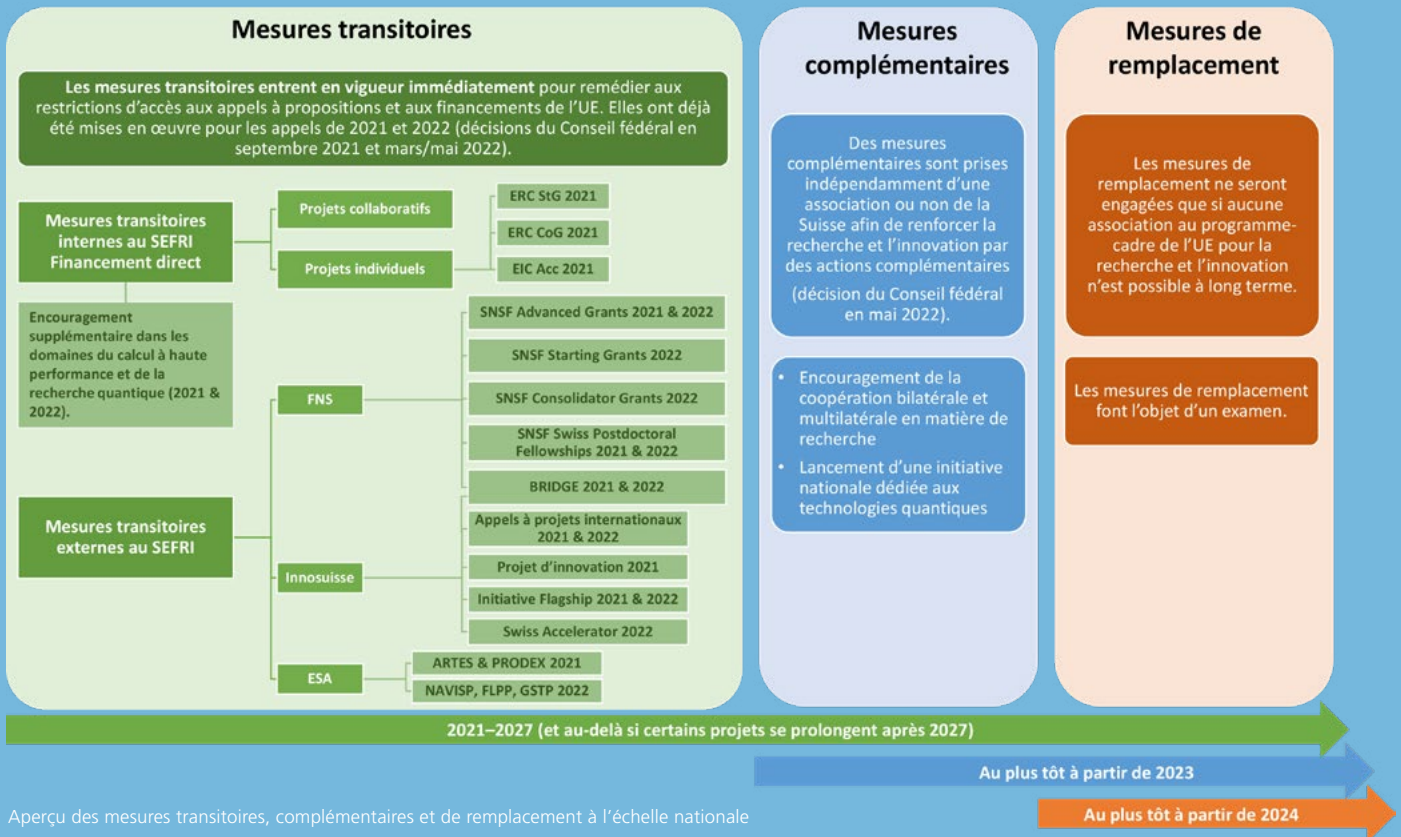 Mesures transitoires
Les mesures transitoires entrent en vigueur immédiatement pour remédier aux
restrictions d'accès aux appels à propositions et aux financements de l'UE. Elles ont déjà
été mises en œuvre pour les appels de 2021 et 2022 (décisions du Conseil fédéral en
septembre 2021 et mars/mai 2022).
Mesures transitoires
internes au SEFRI
Financement direct
Projets collaboratifs
Projets individuels
ERC StG 2021
ERC CoG 2021
EIC Acc 2021
Encouragement
supplémentaire dans les
domaines du calcul à haute
performance et de la
recherche quantique (2021 &
2022).
Mesures transitoires
externes au SEFRI
FNS
SNSF Advanced Grants 2021 & 2022
SNSF Starting Grants 2022
SNSF Consolidator Grants 2022
SNSF Swiss Postdoctoral
Fellowships 2021 & 2022
BRIDGE 2021 & 2022
Innosuisse
Appels à projets internationaux
2021 & 2022
Projet d'innovation 2021
Initiative Flagship 2021 & 2022
Swiss Accelerator 2022
ESA
ARTES & PRODEX 2021
NAVISP, FLPP, GSTP 2022
Mesures
complémentaires
Des mesures
complémentaires sont prises
indépendamment d'une
association ou non de la
Suisse afin de renforcer la
recherche et l'innovation par
des actions complémentaires
(décision du Conseil fédéral
en mai 2022).
• Encouragement de la
coopération bilatérale et
multilatérale en matière de
recherche
• Lancement d'une initiative
nationale dédiée aux
technologies quantiques
Mesures de
remplacement
Les mesures de
remplacement ne seront
engagées que si aucune
association au programme-
cadre de l'UE pour la
recherche et l'innovation
n'est possible à long terme.
Les mesures de remplacement
font l'objet d'un examen.
2021–2027 (et au-delà si certains projets se prolongent après 2027)
Au plus tôt à partir de 2023
Au plus tôt à partir de 2024
Aperçu des mesures transitoires, complémentaires et de remplacement à l'échelle nationale